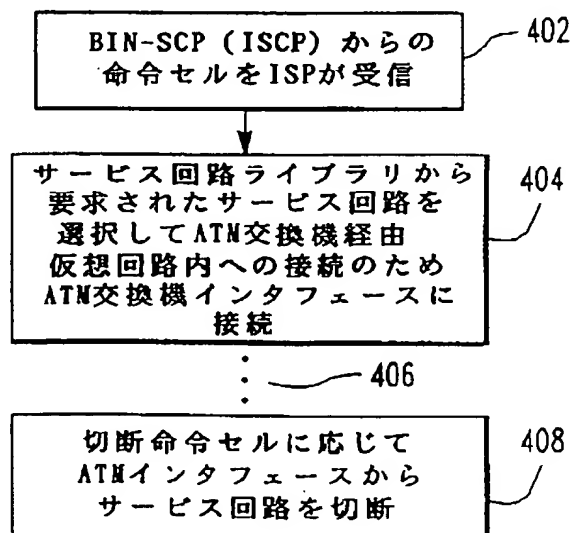 BIN-SCP (ISCP) からの
命令セルをISPが受信
402
サービス回路ライブラリから
要求されたサービス回路を
選択してATM交換機経由
仮想回路内への接続のため
ATM交換機インタフェースに
接続
404
406
切断命令セルに応じて
ATMインタフェースから
サービス回路を切断
408